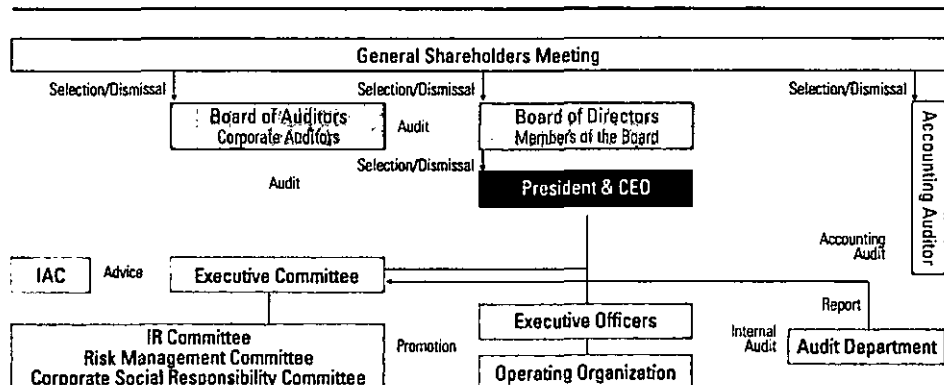 General Shareholders Meeting
Selection/Dismissal
Selection/Dismissal
Selection/Dismissal
Board of Auditors
Corporate Auditors
Audit
Board of Directors
Members of the Board
Accounting Auditor
Selection/Dismissal
Audit
President & CEO
Accounting
Audit
IAC
Advice
Executive Committee
Report
IR Committee
Risk Management Committee
Corporate Social Responsibility Committee
Promotion
Executive Officers
Internal
Audit
Audit Department
Operating Organization